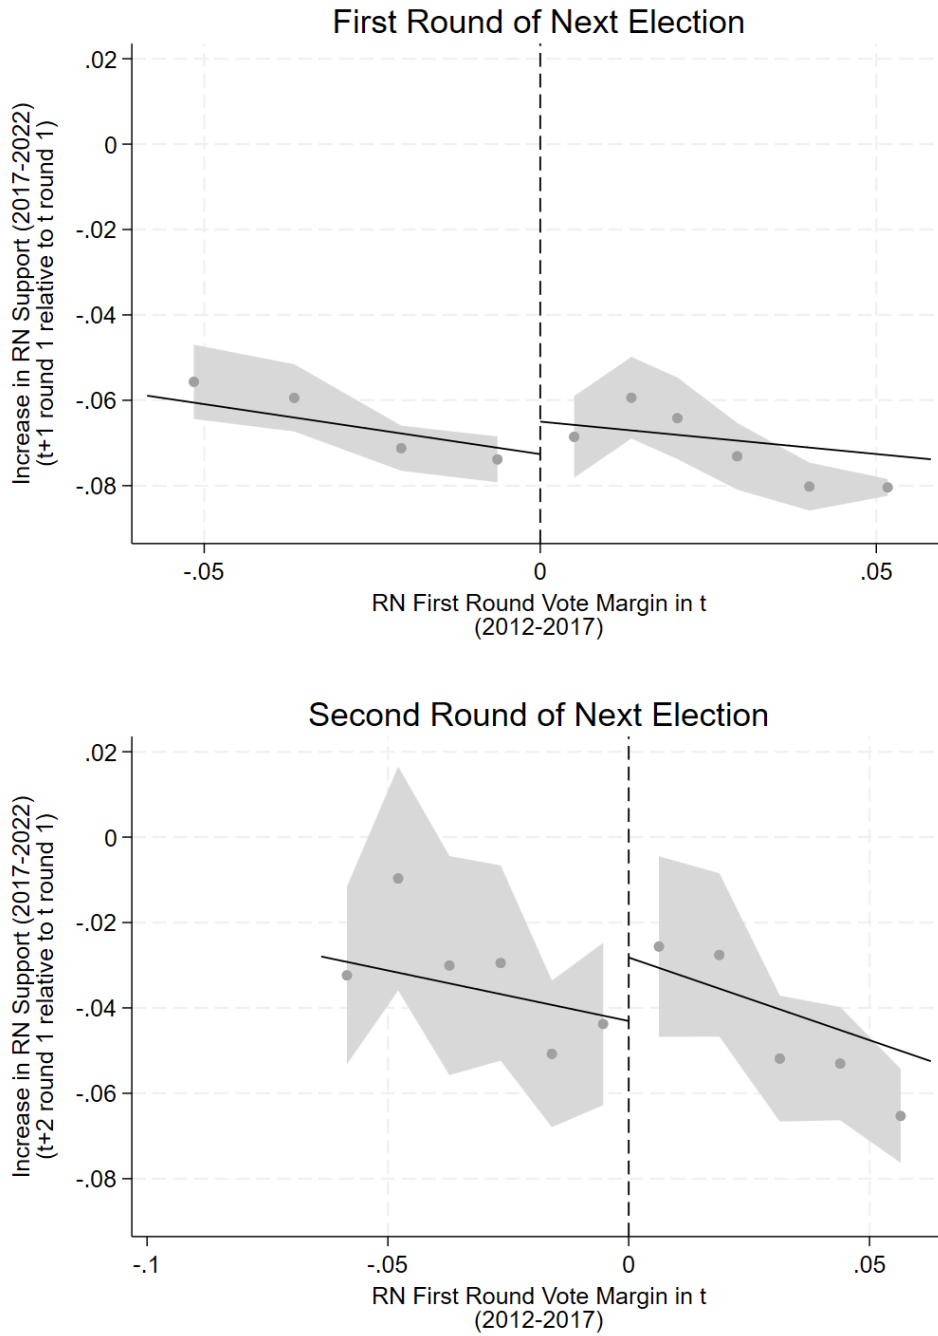 First Round of Next Election
Increase in RN Support (2017-2022)
(t+1 round 1 relative to t round 1)
.02
0
-.02
-.04
-.06
-.08
-.05
0
.05
RN First Round Vote Margin in t
(2012-2017)
Second Round of Next Election
Increase in RN Support (2017-2022)
(t+2 round 1 relative to t round 1)
.02
0
-.02
-.04
-.06
-.08
-.1
-.05
0
.05
RN First Round Vote Margin in t
(2012-2017)